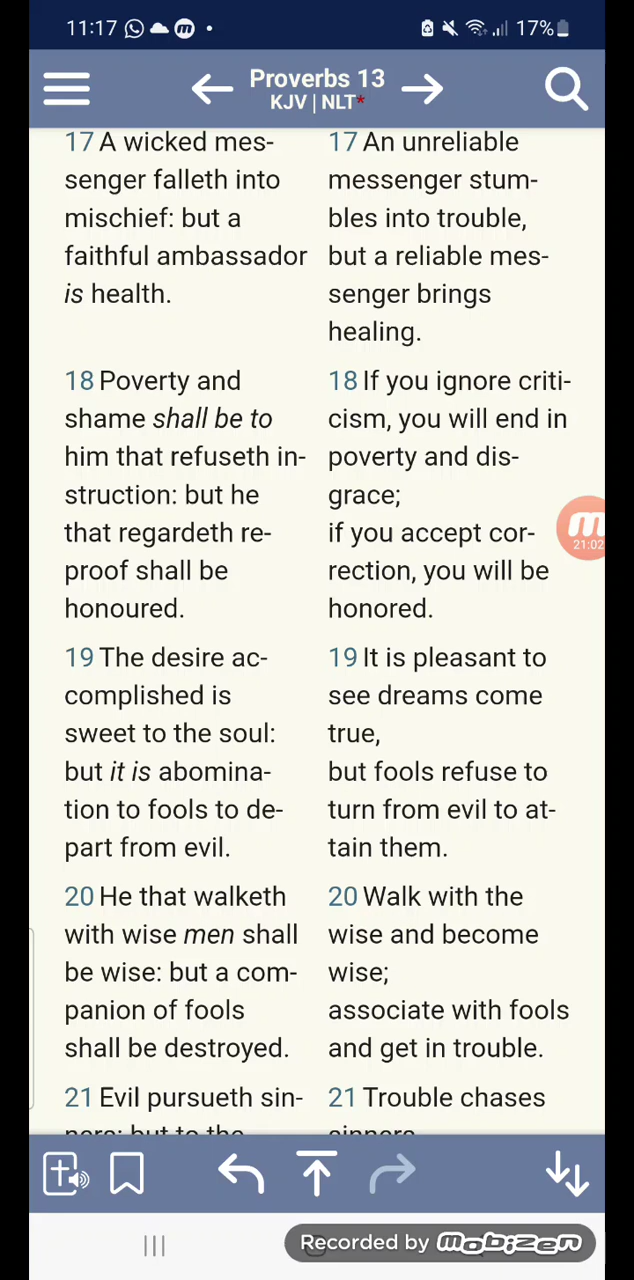 11:17
17%
Proverbs 13
KJV | NLT*
17 A wicked mes-
senger falleth into
mischief: but a
faithful ambassador
is health.
17 An unreliable
messenger stum-
bles into trouble,
but a reliable mes-
senger brings
healing.
18 Poverty and
shame shall be to
him that refuseth in-
struction: but he
that regardeth re-
proof shall be
honoured.
18 If you ignore criti-
cism, you will end in
poverty and dis-
grace;
if you accept cor-
rection, you will be
honored.
21:02
19 The desire ac-
complished is
sweet to the soul:
but it is abomina-
tion to fools to de-
part from evil.
19 It is pleasant to
see dreams come
true,
but fools refuse to
turn from evil to at-
tain them.
20 He that walketh
with wise men shall
be wise: but a com-
panion of fools
shall be destroyed.
20 Walk with the
wise and become
wise;
associate with fools
and get in trouble.
21 Evil pursueth sin-
ners: but to the
21 Trouble chases
sinners
Recorded by mobizen